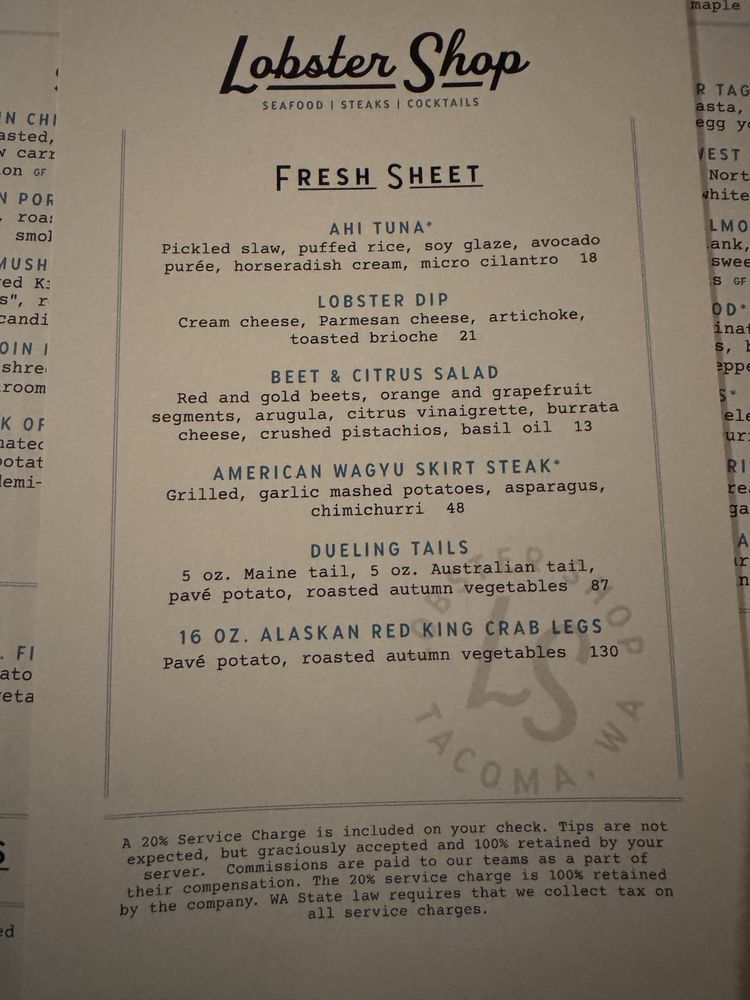 maple
Lobster Shop
SEAFOOD | STEAKS | COCKTAILS
FRESH SHEET
AHI TUNA*
Pickled slaw, puffed rice, soy glaze, avocado
purée, horseradish cream, micro cilantro 18
LOBSTER DIP
Cream cheese, Parmesan cheese, artichoke,
toasted brioche 21
BEET & CITRUS SALAD
Red and gold beets, orange and grapefruit
segments, arugula, citrus vinaigrette, burrata
cheese, crushed pistachios, basil oil 13
AMERICAN WAGYU SKIRT STEAK*
Grilled, garlic mashed potatoes, asparagus,
chimichurri 48
DUELING TAILS
5 oz. Maine tail, 5 oz. Australian tail,
pavé potato, roasted autumn vegetables 87
16 OZ. ALASKAN RED KING CRAB LEGS
Pavé potato, roasted autumn vegetables 130
LOBSTER SHOP
LS
TACOMA, WA
A 20% Service Charge is included on your check. Tips are not
expected, but graciously accepted and 100% retained by your
server. Commissions are paid to our teams as a part of
their compensation. The 20% service charge is 100% retained
by the company. WA State law requires that we collect tax on
all service charges.